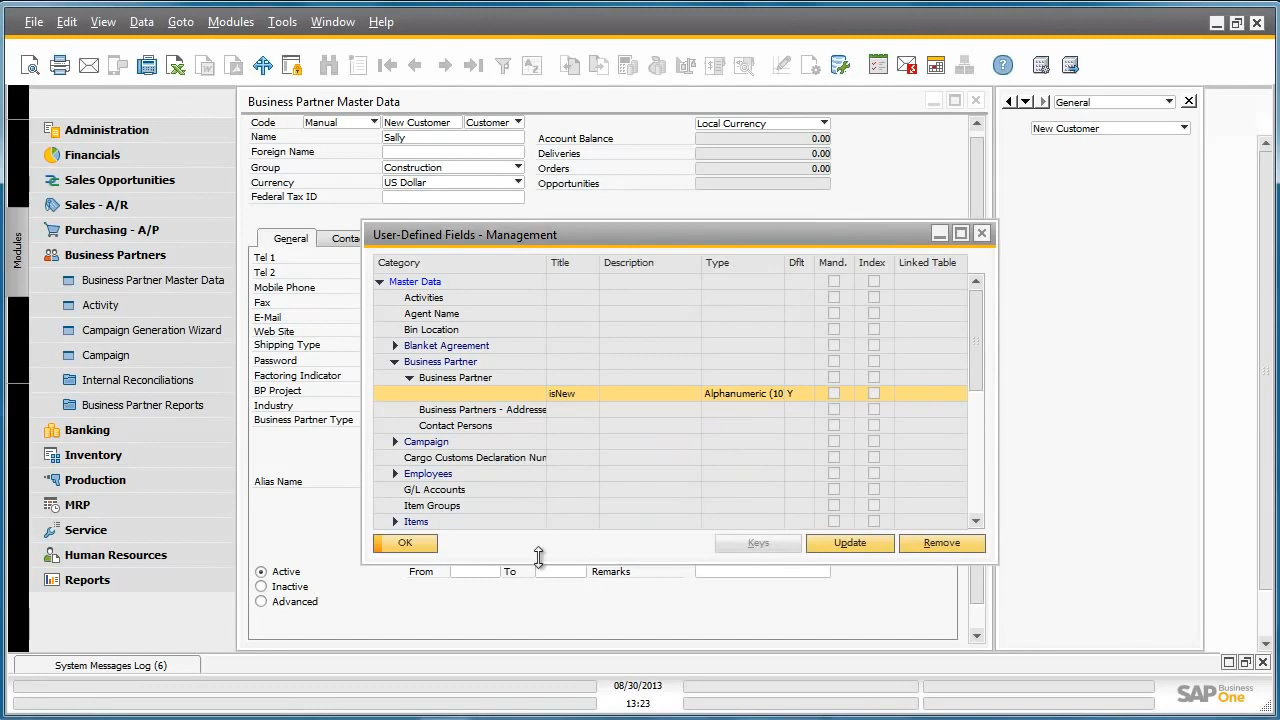 File Edit View Data Goto Modules Tools Window Help
Modules
Administration
Financials
Sales Opportunities
Sales - A/R
Purchasing - A/P
Business Partners
Business Partner Master Data
Activity
Campaign Generation Wizard
Campaign
Internal Reconciliations
Business Partner Reports
Banking
Inventory
Production
MRP
Service
Human Resources
Reports
Business Partner Master Data
Code Manual New Customer Customer Local Currency
Name Sally Account Balance 0.00
Foreign Name Deliveries 0.00
Group Construction Orders 0.00
Currency US Dollar Opportunities
Federal Tax ID
General Conta
Tel 1
Tel 2
Mobile Phone
Fax
E-Mail
Web Site
Shipping Type
Password
Factoring Indicator
BP Project
Industry
Business Partner Type
Alias Name
Active From To Remarks
Inactive
Advanced
User-Defined Fields - Management
Category Title Description Type Dflt Mand. Index Linked Table
Master Data
Activities
Agent Name
Bin Location
Blanket Agreement
Business Partner
Business Partner
isNew Alphanumeric (10 Y
Business Partners - Addresse
Contact Persons
Campaign
Cargo Customs Declaration Nur
Employees
G/L Accounts
Item Groups
Items
OK Keys Update Remove
General
New Customer
System Messages Log (6)
08/30/2013
13:23
SAP Business One